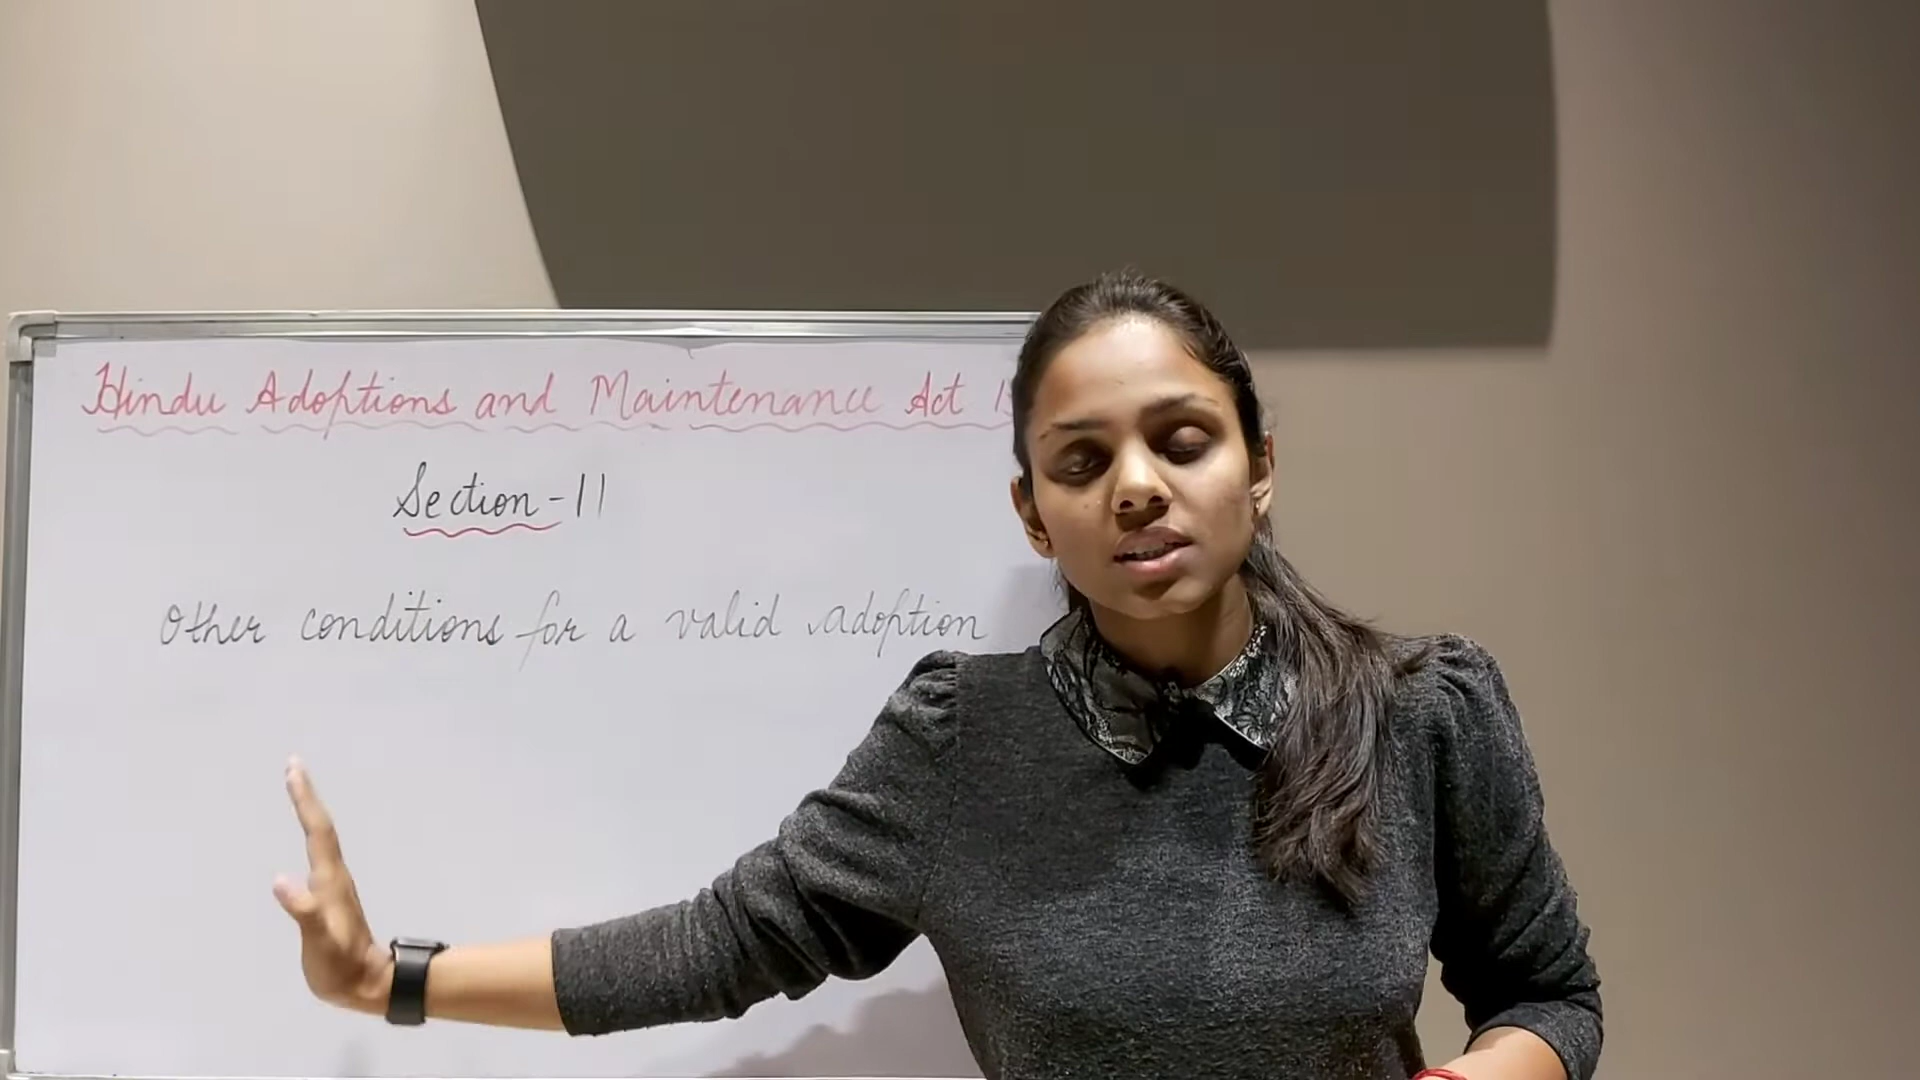 Hindu Adoptions and Maintenance Act
Section-11
Other conditions for a valid adoption